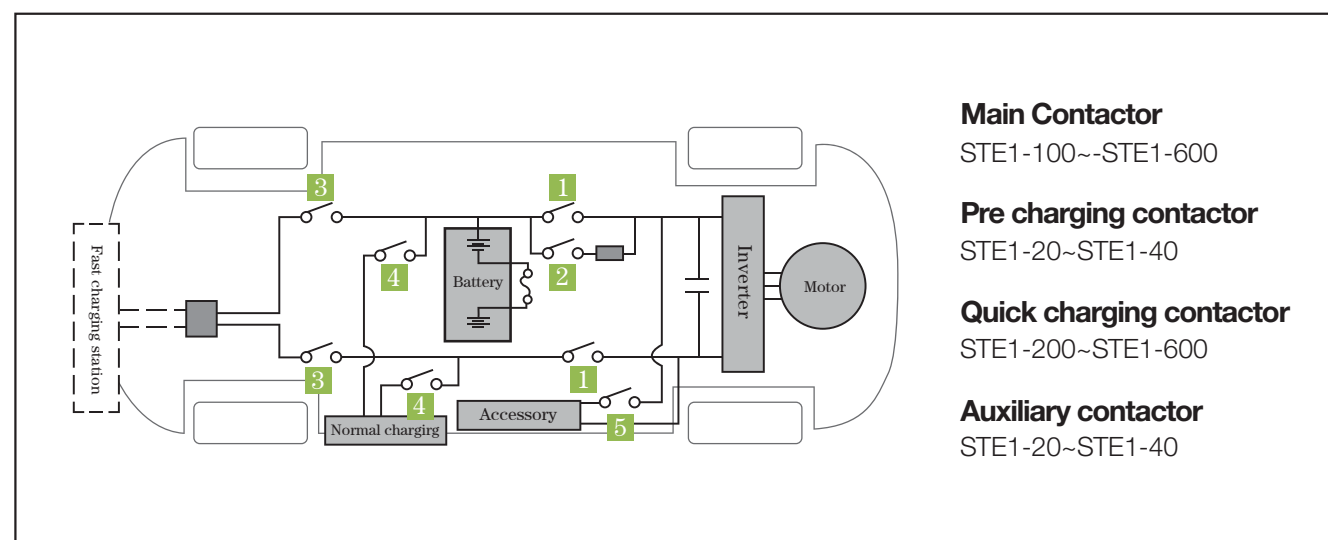 3
1
Main Contactor
STE1-100~-STE1-600
Fast charging station
4
Battery
2
Inverter
Motor
Pre charging contactor
STE1-20~STE1-40
Quick charging contactor
STE1-200~STE1-600
3
4
1
Normal chargirg
Accessory
5
Auxiliary contactor
STE1-20~STE1-40